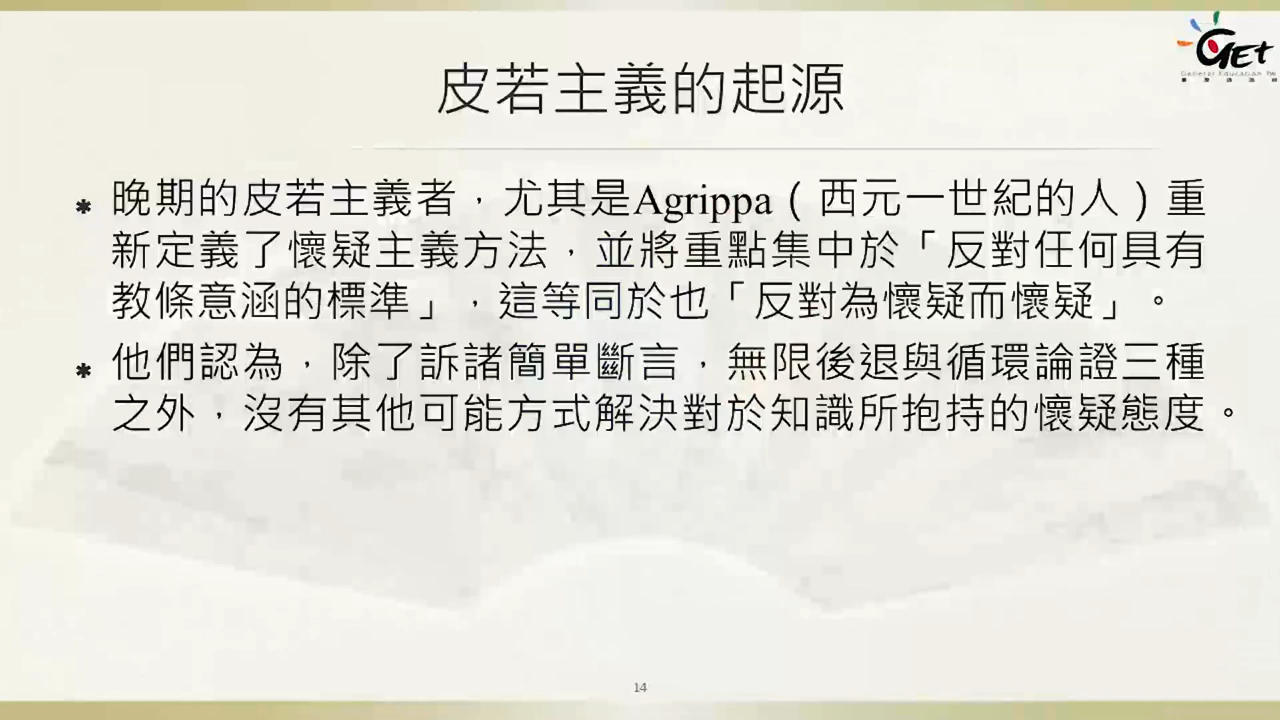 GET
General Education
皮若主義的起源
* 晚期的皮若主義者，尤其是Agrippa（西元一世紀的人）重
新定義了懷疑主義方法，並將重點集中於「反對任何具有
教條意涵的標準」，這等同於也「反對為懷疑而懷疑」。
* 他們認為，除了訴諸簡單斷言，無限後退與循環論證三種
之外，沒有其他可能方式解決對於知識所抱持的懷疑態度。
14